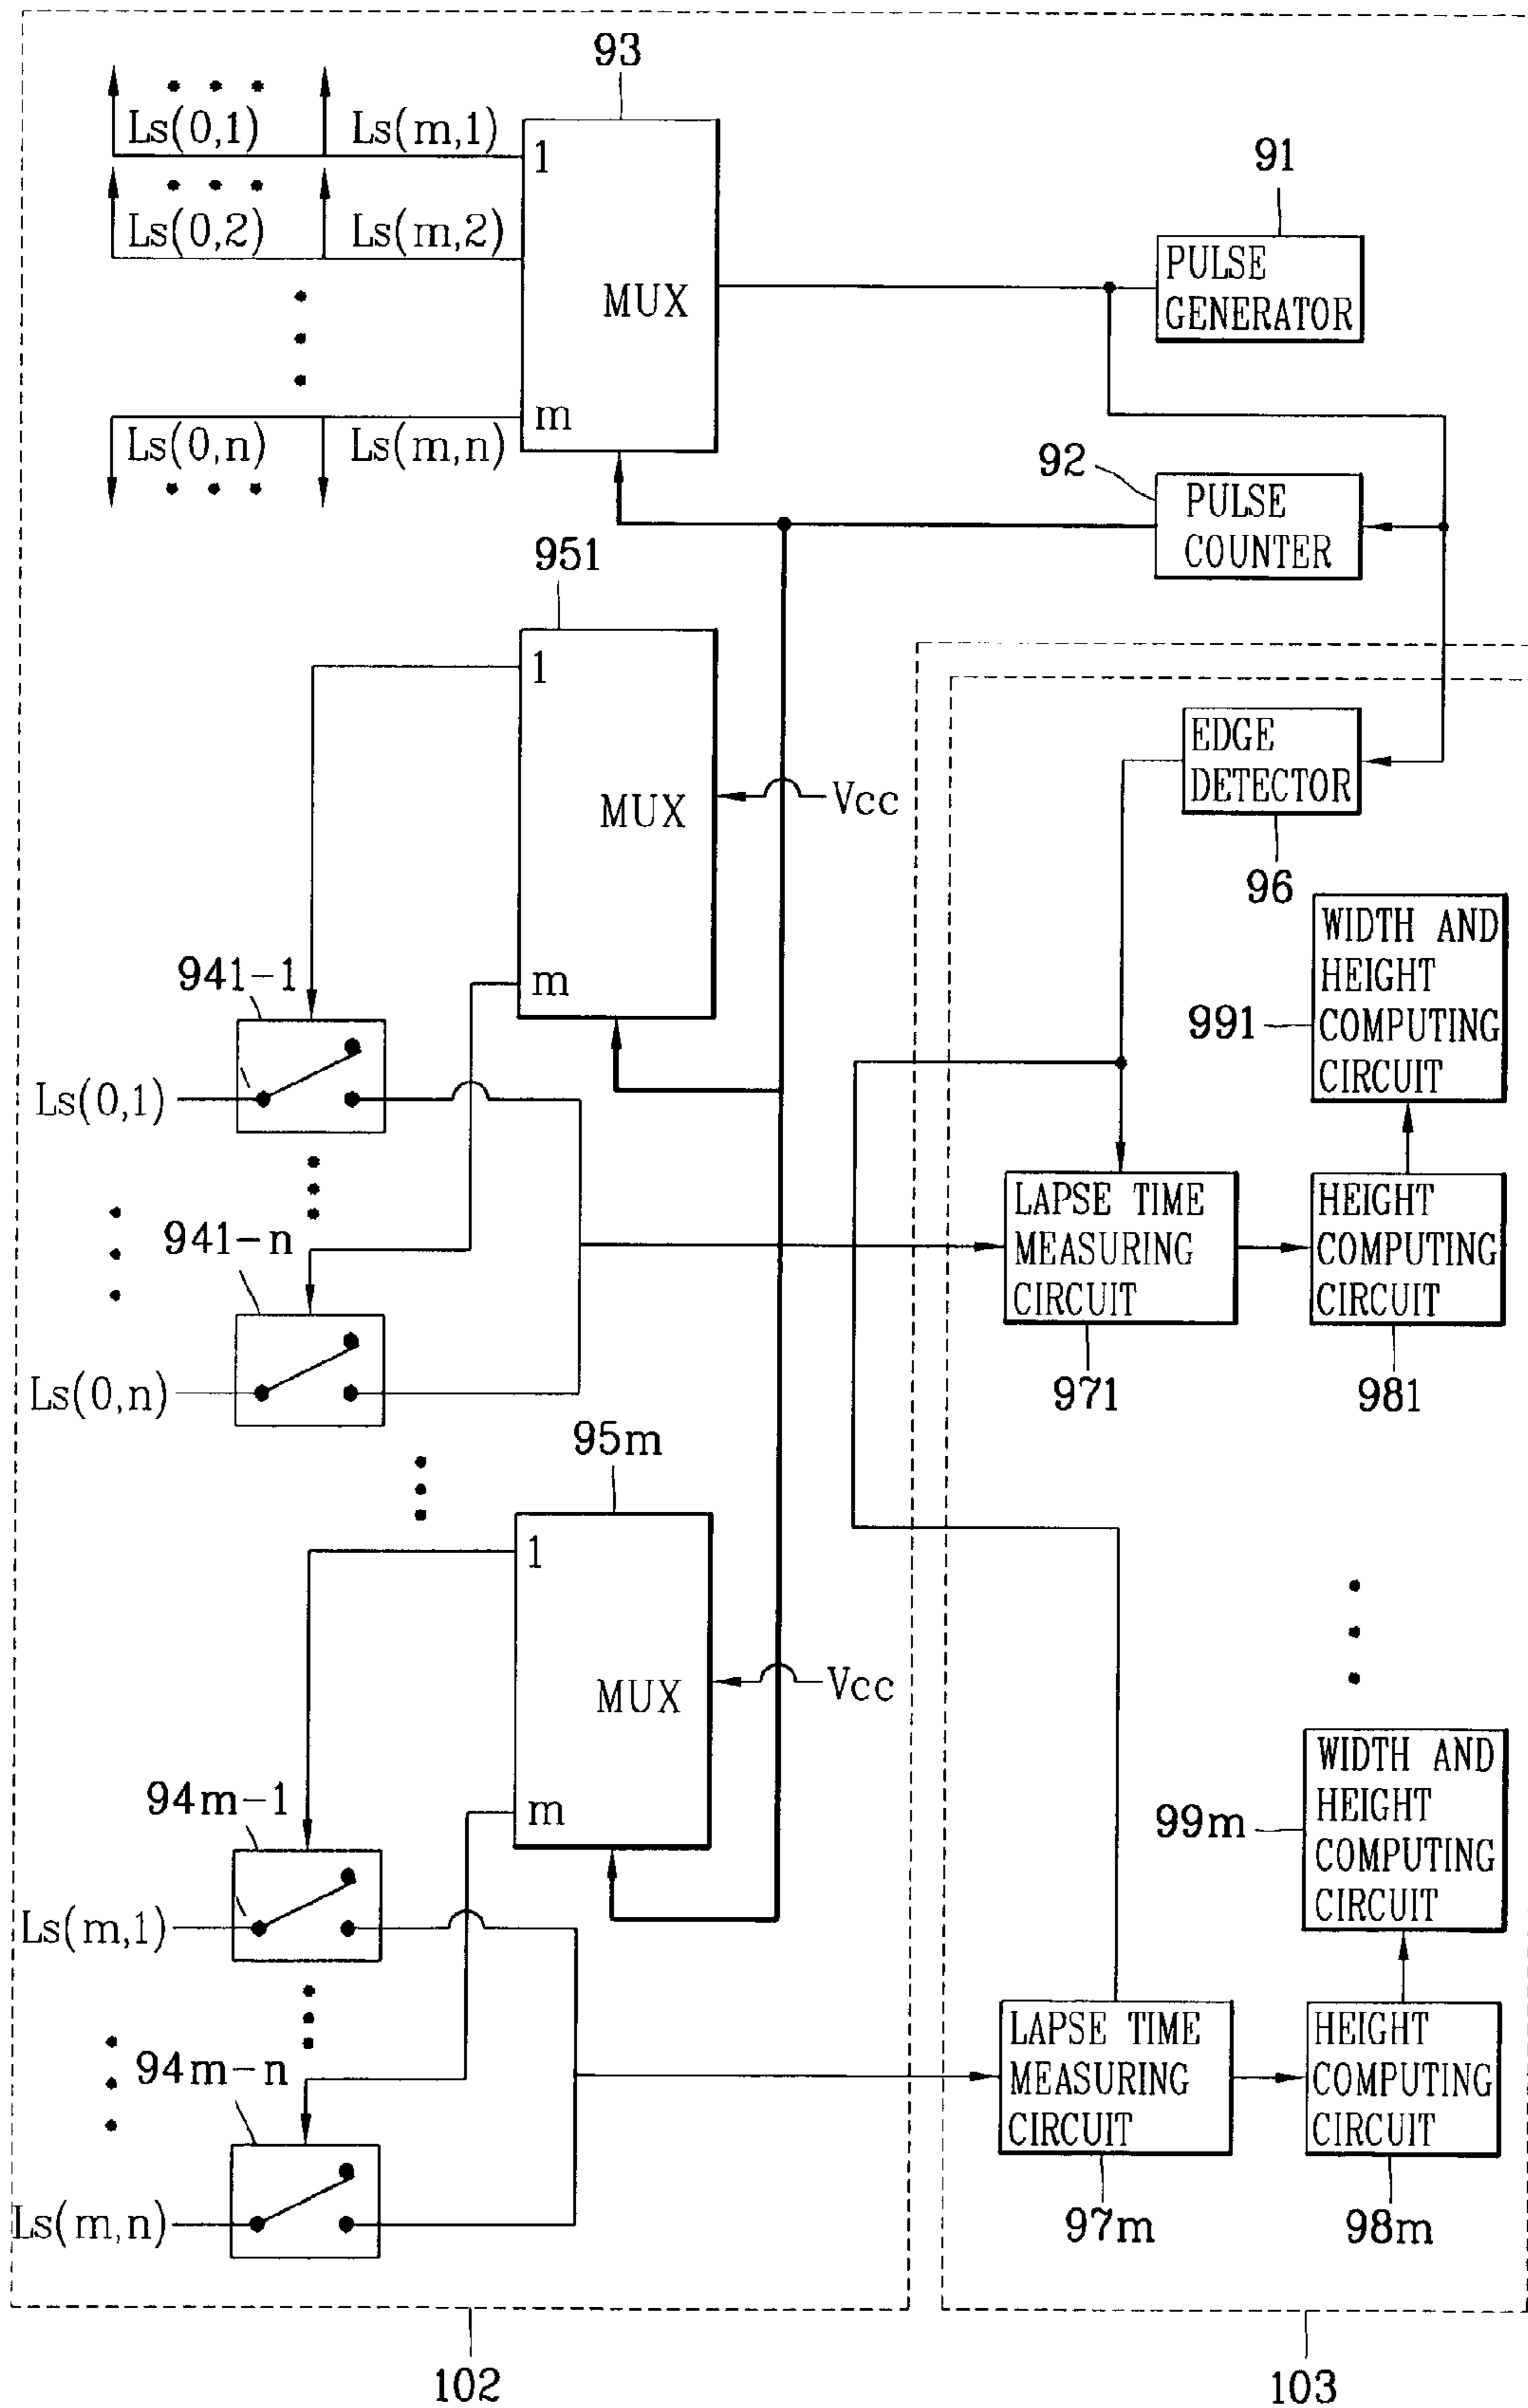 93
Ls(0,1)
Ls(m,1)
1
91
Ls(0,2)
Ls(m,2)
PULSE
GENERATOR
MUX
m
Ls(0,n)
Ls(m,n)
92
PULSE
COUNTER
951
1
EDGE
DETECTOR
MUX
Vcc
96
WIDTH AND
HEIGHT
COMPUTING
CIRCUIT
941-1
m
991
Ls(0,1)
LAPSE TIME
MEASURING
CIRCUIT
HEIGHT
COMPUTING
CIRCUIT
941-n
Ls(0,n)
971
981
95m
1
MUX
Vcc
WIDTH AND
HEIGHT
COMPUTING
CIRCUIT
94m-1
m
99m
Ls(m,1)
LAPSE TIME
MEASURING
CIRCUIT
HEIGHT
COMPUTING
CIRCUIT
94m-n
Ls(m,n)
97m
98m
102
103